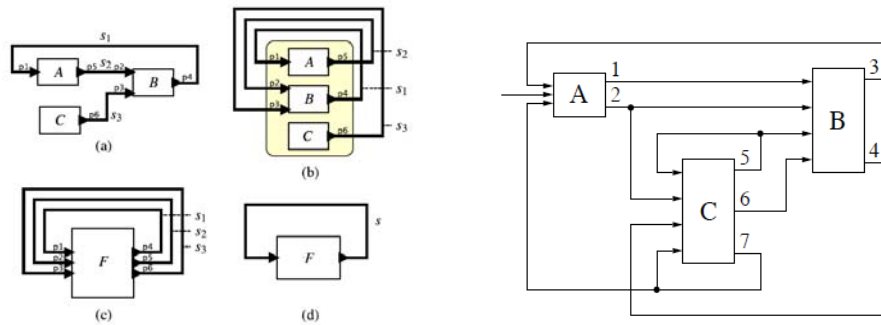 s1
p1 A p5 s2 p2 B p4
p3
C p6 s3
(a)
p1 A p5 s2
p2 B p4 s1
p3
C p6 s3
(b)
s1
s2
s3
p1 p4
p2 F p5
p3 p6
(c)
s
F
(d)
A 1
2
3
B
4
5
C 6
7